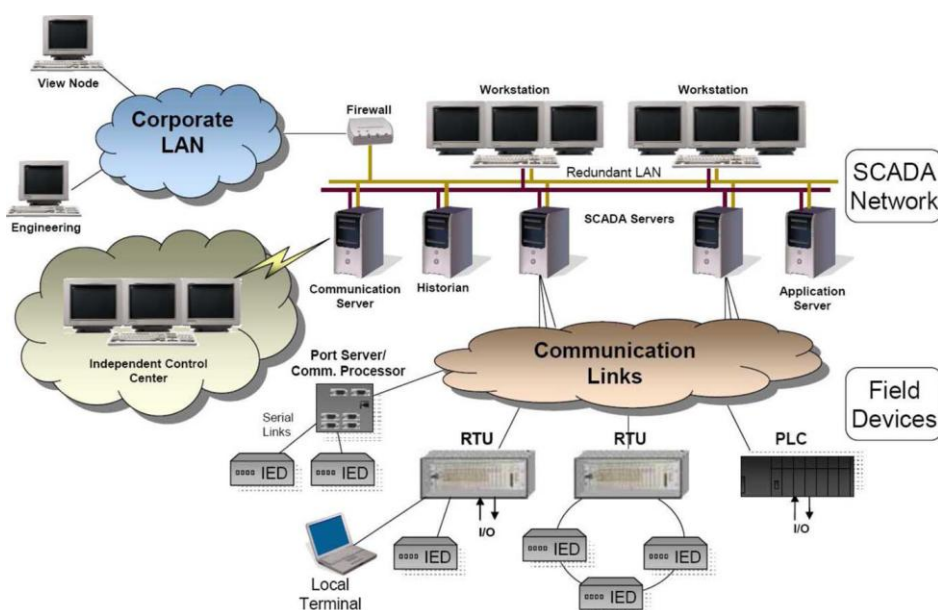 View Node
Corporate
LAN
Engineering
Firewall
Workstation
Workstation
Redundant LAN
SCADA
Network
SCADA Servers
Communication
Server
Historian
Application
Server
Independent Control
Center
Communication
Links
Port Server/
Comm. Processor
Serial
Links
IED
IED
Field
Devices
RTU
RTU
PLC
I/O
I/O
IED
IED
IED
IED
Local
Terminal